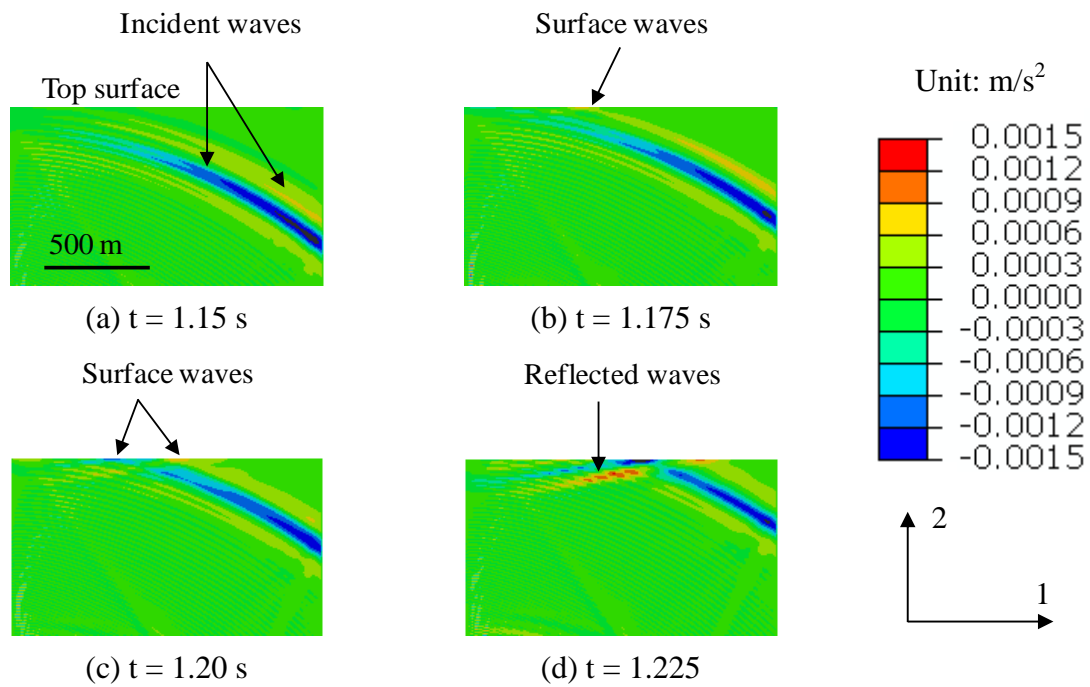 Incident waves
Surface waves
Top surface
Unit: m/s2
500 m
(a) t = 1.15 s
(b) t = 1.175 s
0.0015
0.0012
0.0009
0.0006
0.0003
0.0000
-0.0003
-0.0006
-0.0009
-0.0012
-0.0015
Surface waves
Reflected waves
(c) t = 1.20 s
(d) t = 1.225
2
1